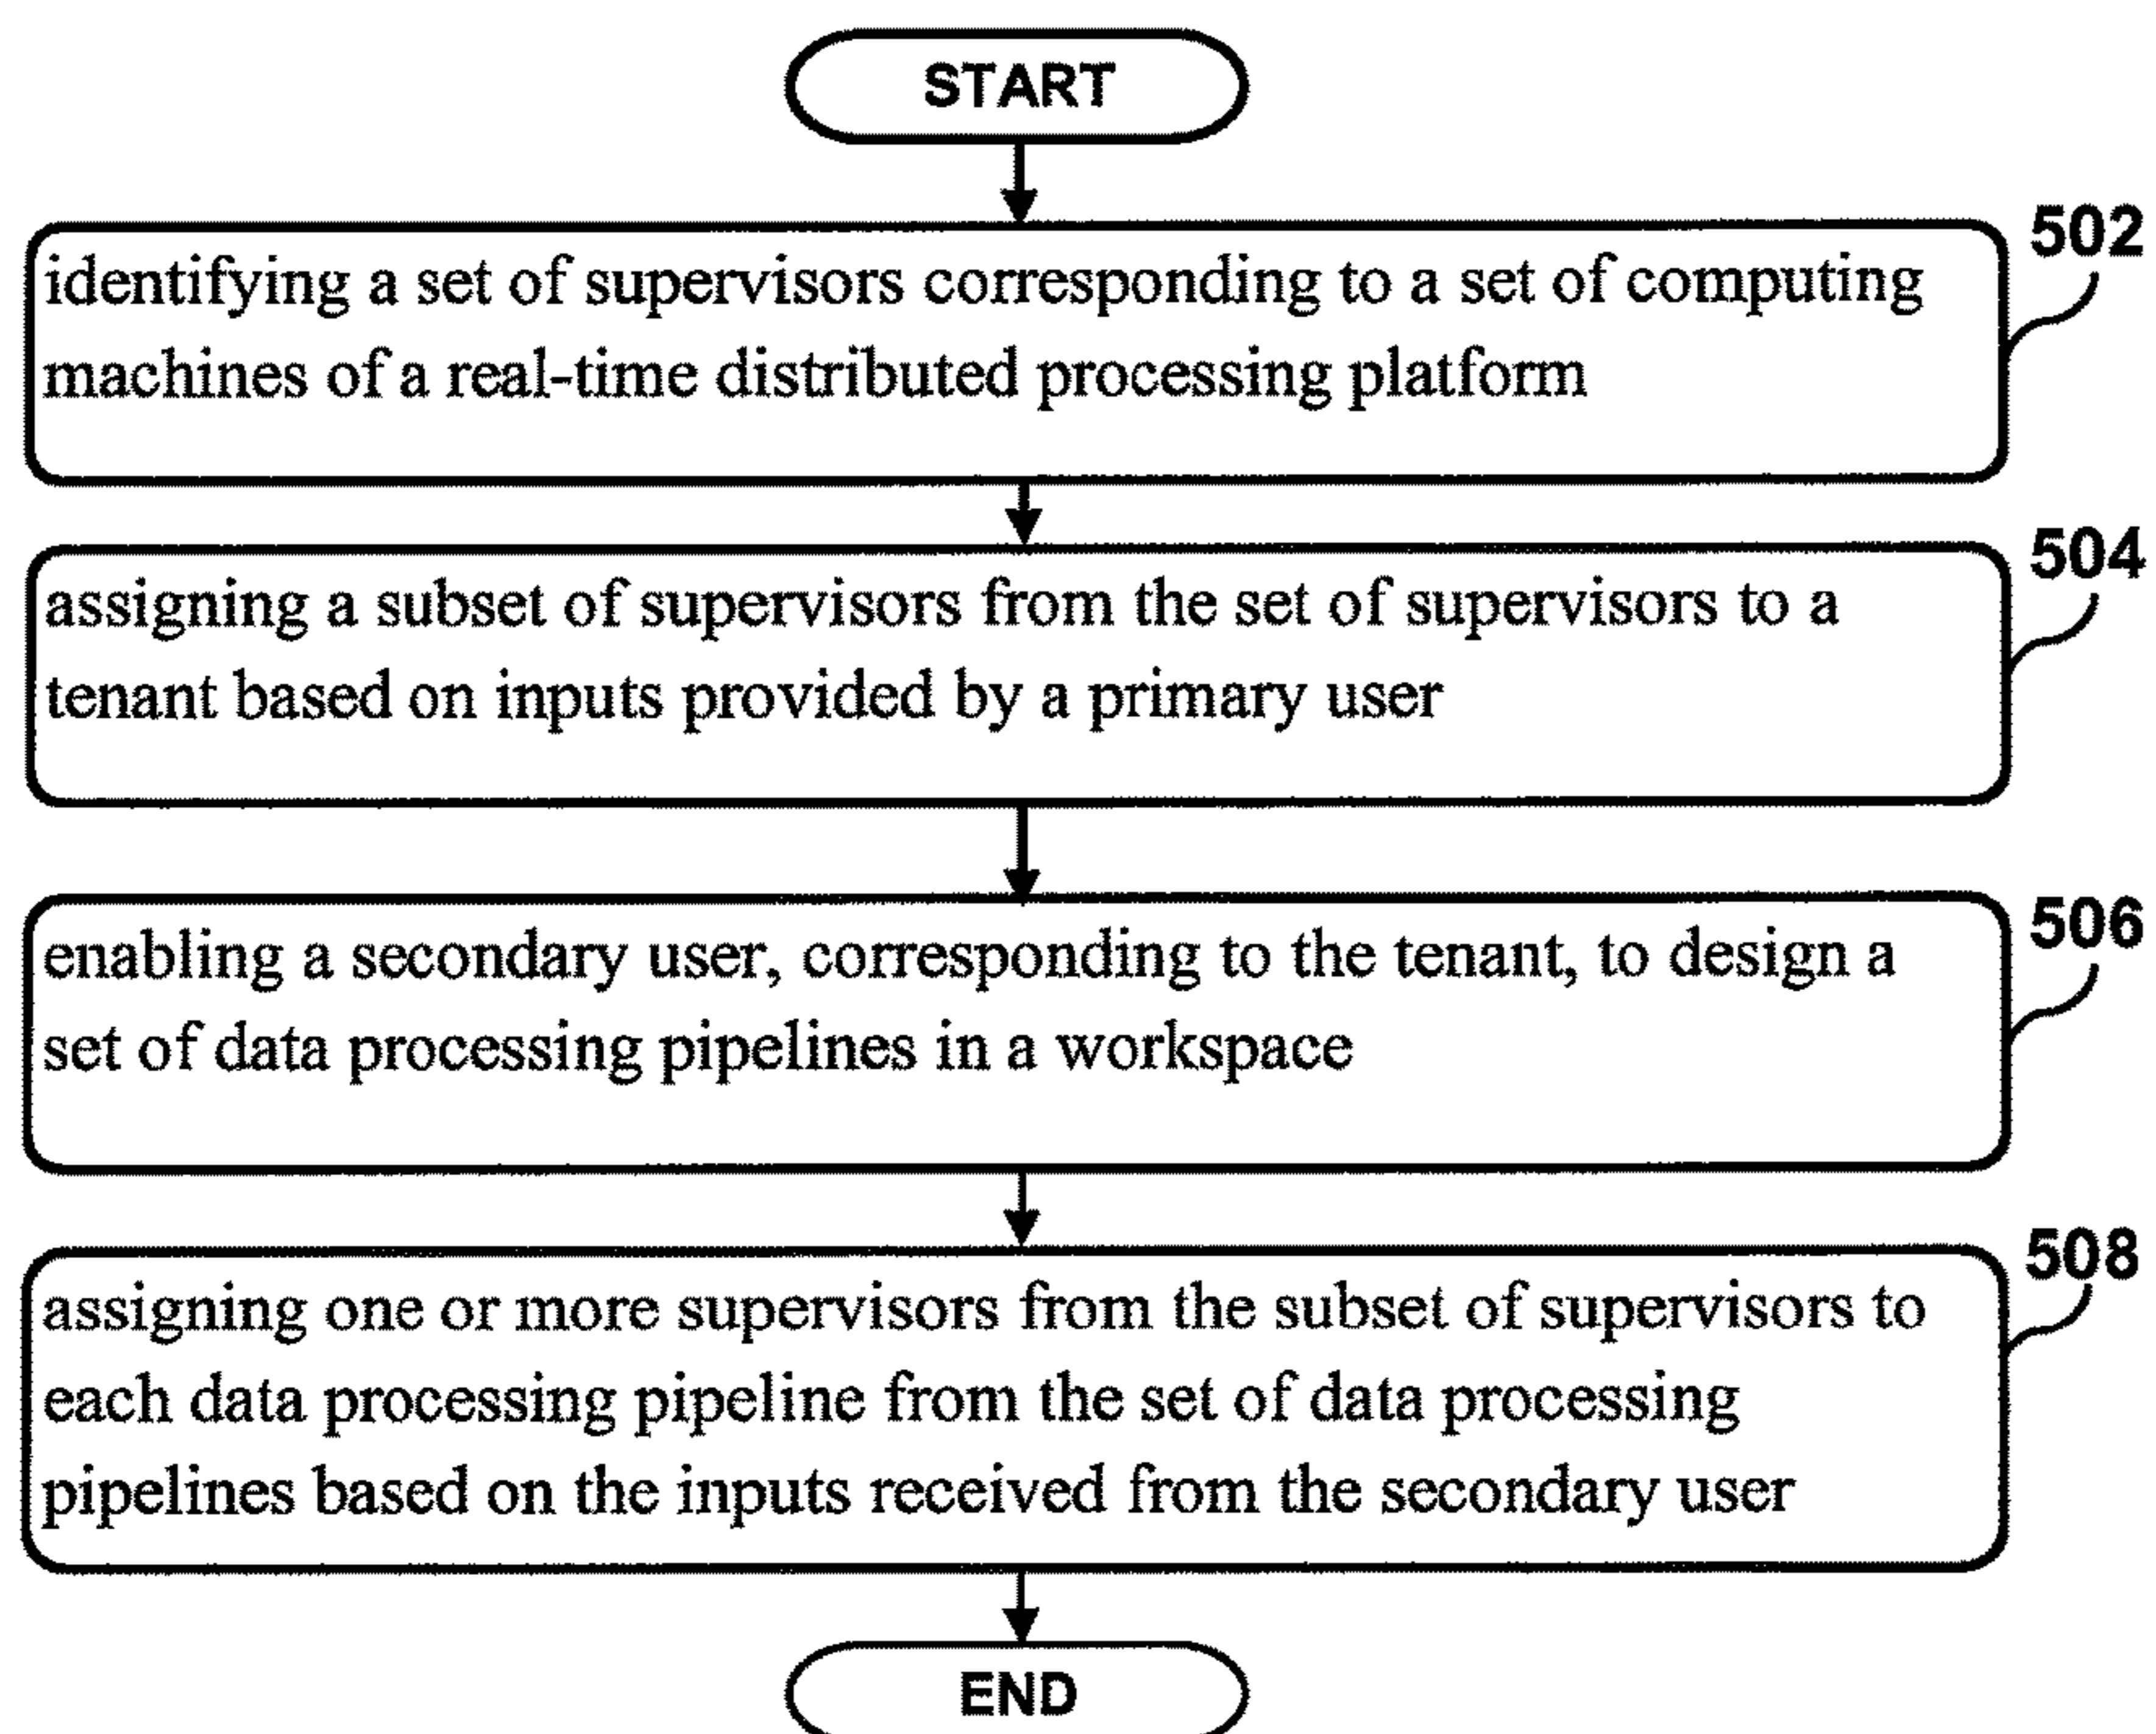 START
502
identifying a set of supervisors corresponding to a set of computing
machines of a real-time distributed processing platform
504
assigning a subset of supervisors from the set of supervisors to a
tenant based on inputs provided by a primary user
506
enabling a secondary user, corresponding to the tenant, to design a
set of data processing pipelines in a workspace
508
assigning one or more supervisors from the subset of supervisors to
each data processing pipeline from the set of data processing
pipelines based on the inputs received from the secondary user
END